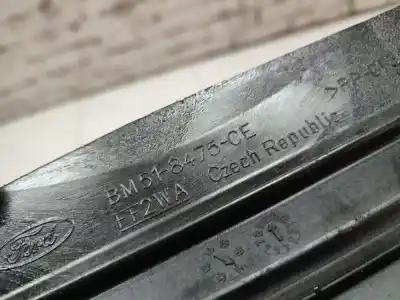 Ford
BM51-8475-CE
FF2WA Czech Republic